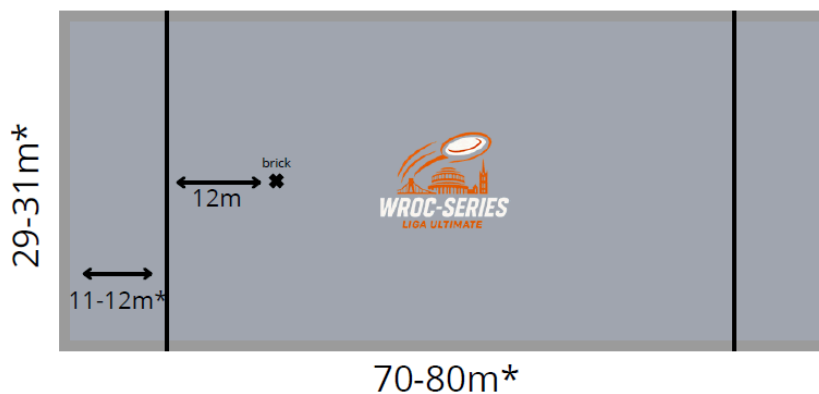 29-31m*
brick
12m
WROC-SERIES
LIGA ULTIMATE
11-12m*
70-80m*